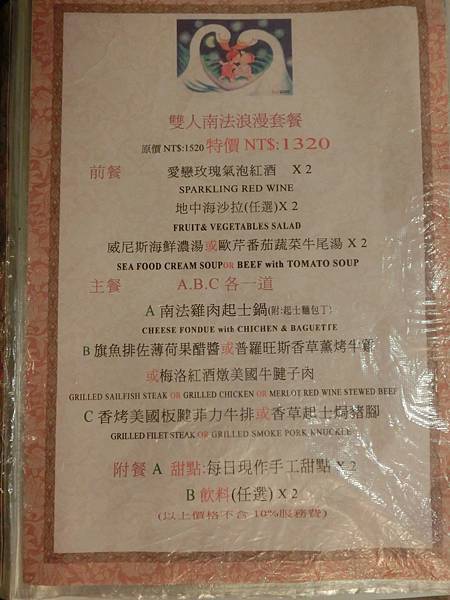 雙人南法浪漫套餐
原價 NT$:1520 特價 NT$:1320
前餐 愛戀玫瑰氣泡紅酒 X 2
SPARKLING RED WINE
地中海沙拉(任選)X 2
FRUIT& VEGETABLES SALAD
威尼斯海鮮濃湯或歐芹番茄蔬菜牛尾湯 X 2
SEA FOOD CREAM SOUP OR BEEF with TOMATO SOUP
主餐 A.B.C 各一道
A 南法雞肉起士鍋(附:起士麵包丁)
CHEESE FONDUE with CHICHEN & BAGUETTE
B 旗魚排佐薄荷果醋醬或普羅旺斯香草薰烤牛雞
或梅洛紅酒燉美國牛腱子肉
GRILLED SAILFISH STEAK OR GRILLED CHICKEN OR MERLOT RED WINE STEWED BEEF
C 香烤美國板腱菲力牛排或香草起士焗豬腳
GRILLED FILET STEAK OR GRILLED SMOKE PORK KNUCKLE
附餐 A 甜點:每日現作手工甜點 X 2
B 飲料(任選) X 2
(以上價格不含 10%服務費)